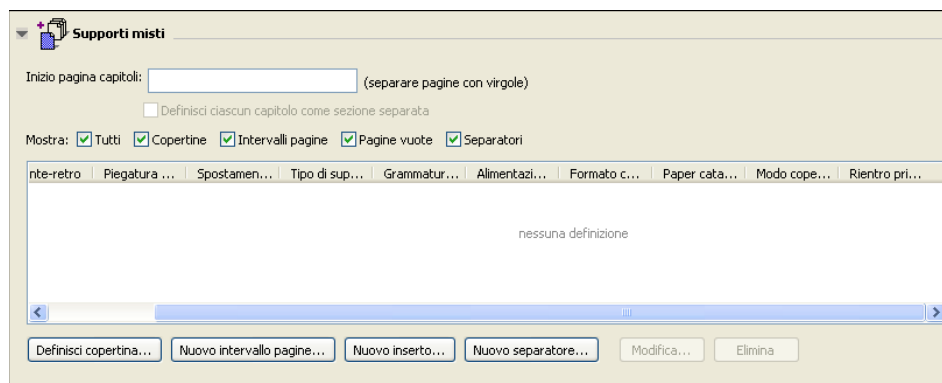 Supporti misti
Inizio pagina capitoli: (separare pagine con virgole)
Definisci ciascun capitolo come sezione separata
Mostra: Tutti Copertine Intervalli pagine Pagine vuote Separatori
nte-retro Piegatura ... Spostamen... Tipo di sup... Grammatur... Alimentazi... Formato c... Paper cata... Modo cope... Rientro pri...
nessuna definizione
Definisci copertina... Nuovo intervallo pagine... Nuovo inserto... Nuovo separatore... Modifica... Elimina